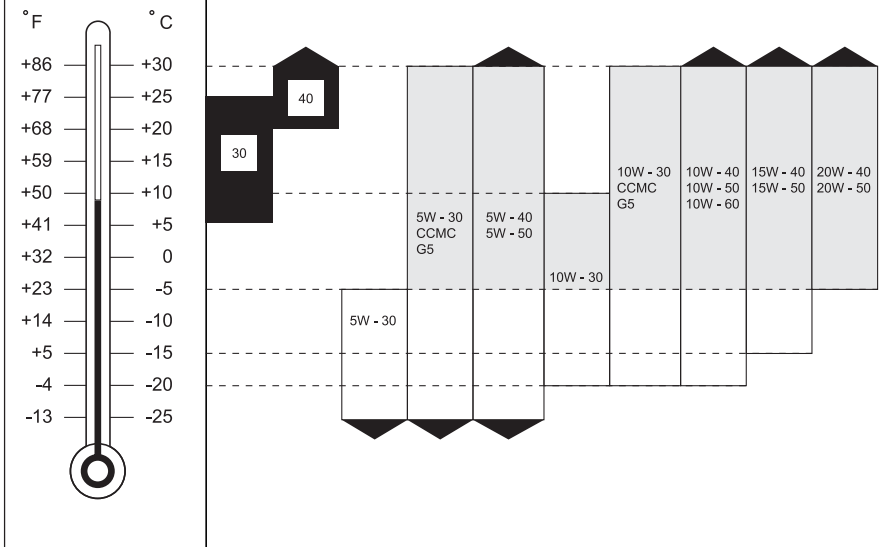 °F °C
+86 +30
+77 +25
+68 +20
+59 +15
+50 +10
+41 +5
+32 0
+23 -5
+14 -10
+5 -15
-4 -20
-13 -25
30
40
5W - 30
5W - 30
CCMC
G5
5W - 40
5W - 50
10W - 30
10W - 30
CCMC
G5
10W - 40
10W - 50
10W - 60
15W - 40
15W - 50
20W - 40
20W - 50